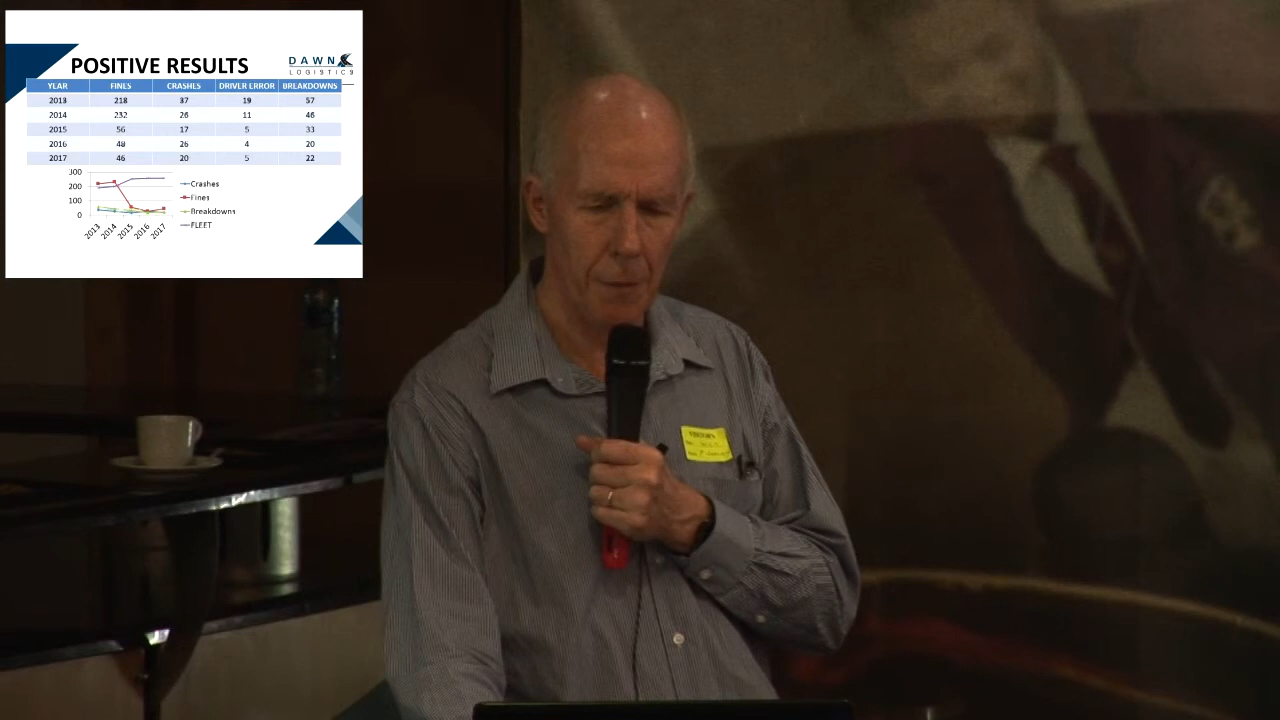 POSITIVE RESULTS
DAWN
LOGISTICS
YEAR FINES CRASHES DRIVER ERROR BREAKDOWNS
2013 218 37 19 57
2014 232 26 11 46
2015 56 17 5 33
2016 48 26 4 20
2017 46 20 5 22
300
200
100
0
2013 2014 2015 2016 2017
Crashes
Fines
Breakdowns
FLEET
VISITORS